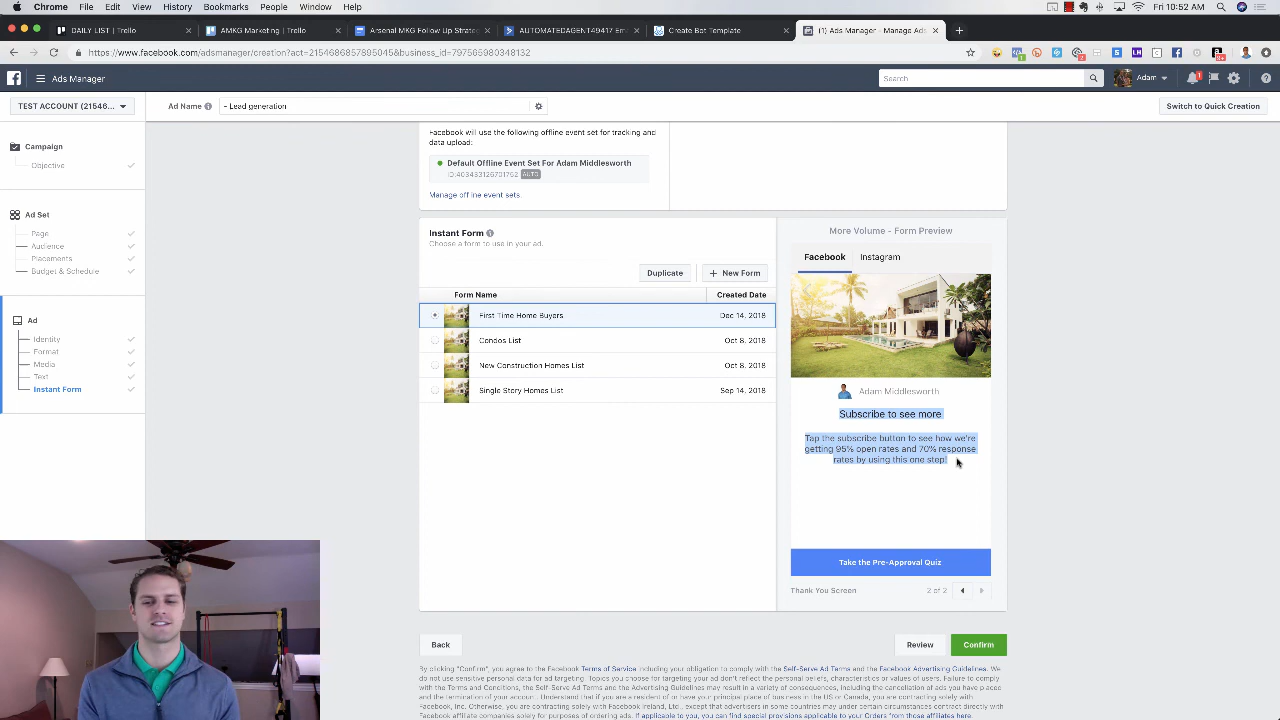 Chrome File Edit View History Bookmarks People Window Help
Fri 10:52 AM
DAILY LIST | Trello
AMKG Marketing | Trello
Arsenal MKG Follow Up Strateg
AUTOMATEDAGENT49417 Em
Create Bot Template
(1) Ads Manager - Manage Ads
https://www.facebook.com/adsmanager/creation?act=2154686857895045&business_id=797565980348132
Ads Manager
Search
Adam
TEST ACCOUNT (21546...
Ad Name
- Lead generation
Switch to Quick Creation
Campaign
Objective
Ad Set
Page
Audience
Placements
Budget & Schedule
Ad
Identity
Format
Media
Text
Instant Form
Facebook will use the following offline event set for tracking and
data upload:
Default Offline Event Set For Adam Middlesworth
ID:403433126701752 AUTO
Manage offline event sets.
Instant Form
Choose a form to use in your ad.
Duplicate
+ New Form
Form Name Created Date
First Time Home Buyers Dec 14, 2018
Condos List Oct 8, 2018
New Construction Homes List Oct 8, 2018
Single Story Homes List Sep 14, 2018
More Volume - Form Preview
Facebook Instagram
Adam Middlesworth
Subscribe to see more
Tap the subscribe button to see how we're
getting 95% open rates and 70% response
rates by using this one step!
Take the Pre-Approval Quiz
Thank You Screen 2 of 2
Back Review Confirm
By clicking "Confirm", you agree to the Facebook Terms of Service including your obligation to comply with the Self-Serve Ad Terms and the Facebook Advertising Guidelines. We
do not use sensitive personal data for ad targeting. Topics you choose for targeting your ad don't reflect the personal beliefs, characteristics or values of users. Failure to comply
with the Terms and Conditions, the Self-Serve Ad Terms and the Advertising Guidelines may result in a variety of consequences, including the cancellation of ads you have placed
and the termination of your account. Understand that if you are a resident of or have your principal place of business in the US or Canada, you are contracting solely with
Facebook, Inc. Otherwise, you are contracting solely with Facebook Ireland, Ltd., except that advertisers in some countries may under certain circumstances contract directly with
Facebook affiliate companies solely for purposes of ordering ads. If applicable to you, you can find special provisions applicable to your Orders from those affiliates here.